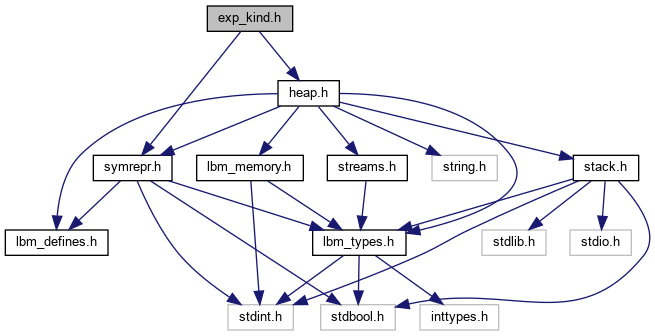 exp_kind.h
heap.h
symrepr.h
lbm_memory.h
streams.h
string.h
stack.h
lbm_defines.h
lbm_types.h
stdlib.h
stdio.h
stdint.h
stdbool.h
inttypes.h